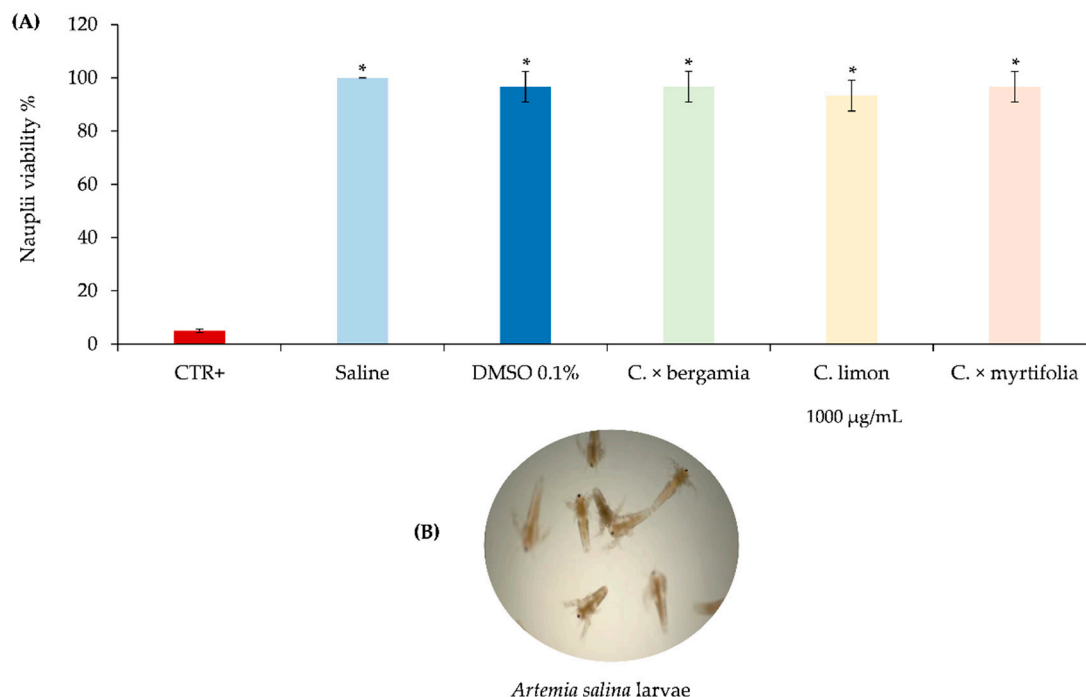 (A)
Nauplii viability %
120
100
80
60
40
20
0
* * * * *
CTR+ Saline DMSO 0.1% C. × bergamia C. limon C. × myrtifolia
1000 µg/mL
(B)
Artemia salina larvae